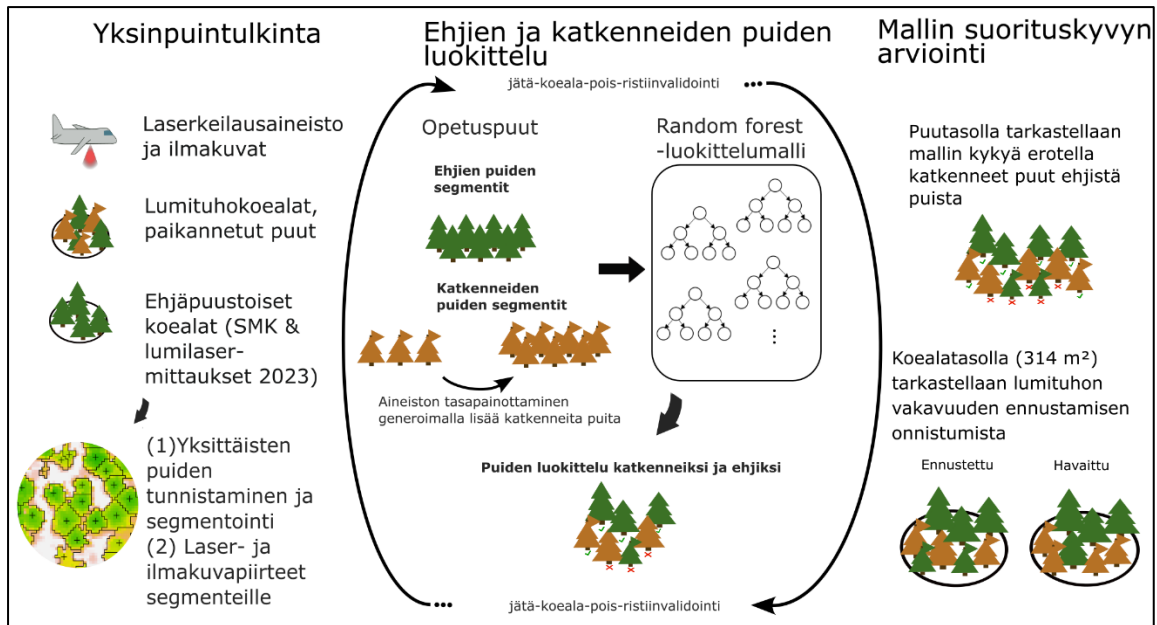 Yksinpuintulkinta
Laserkeilausaineisto
ja ilmakuvat
Lumituhokoealat,
paikannetut puut
Ehjäpuustoiset
koealat (SMK &
lumilaser-
mittaukset 2023)
(1)Yksittäisten
puiden
tunnistaminen ja
segmentointi
(2) Laser- ja
ilmakuvapiirteet
segmenteille
Ehjien ja katkenneiden puiden
luokittelu
jätä-koeala-pois-ristiinvalidointi
Opetuspuut
Ehjien puiden
segmentit
Katkenneiden
puiden segmentit
Aineiston tasapainottaminen
generoimalla lisää katkenneita puita
Random forest
-luokittelumalli
Puiden luokittelu katkenneiksi ja ehjiksi
jätä-koeala-pois-ristiinvalidointi
Mallin suorituskyvyn
arviointi
Puutasolla tarkastellaan
mallin kykyä erotella
katkenneet puut ehjistä
puista
Koealatasolla (314 m²)
tarkastellaan lumituhon
vakavuuden ennustamisen
onnistumista
Ennustettu
Havaittu